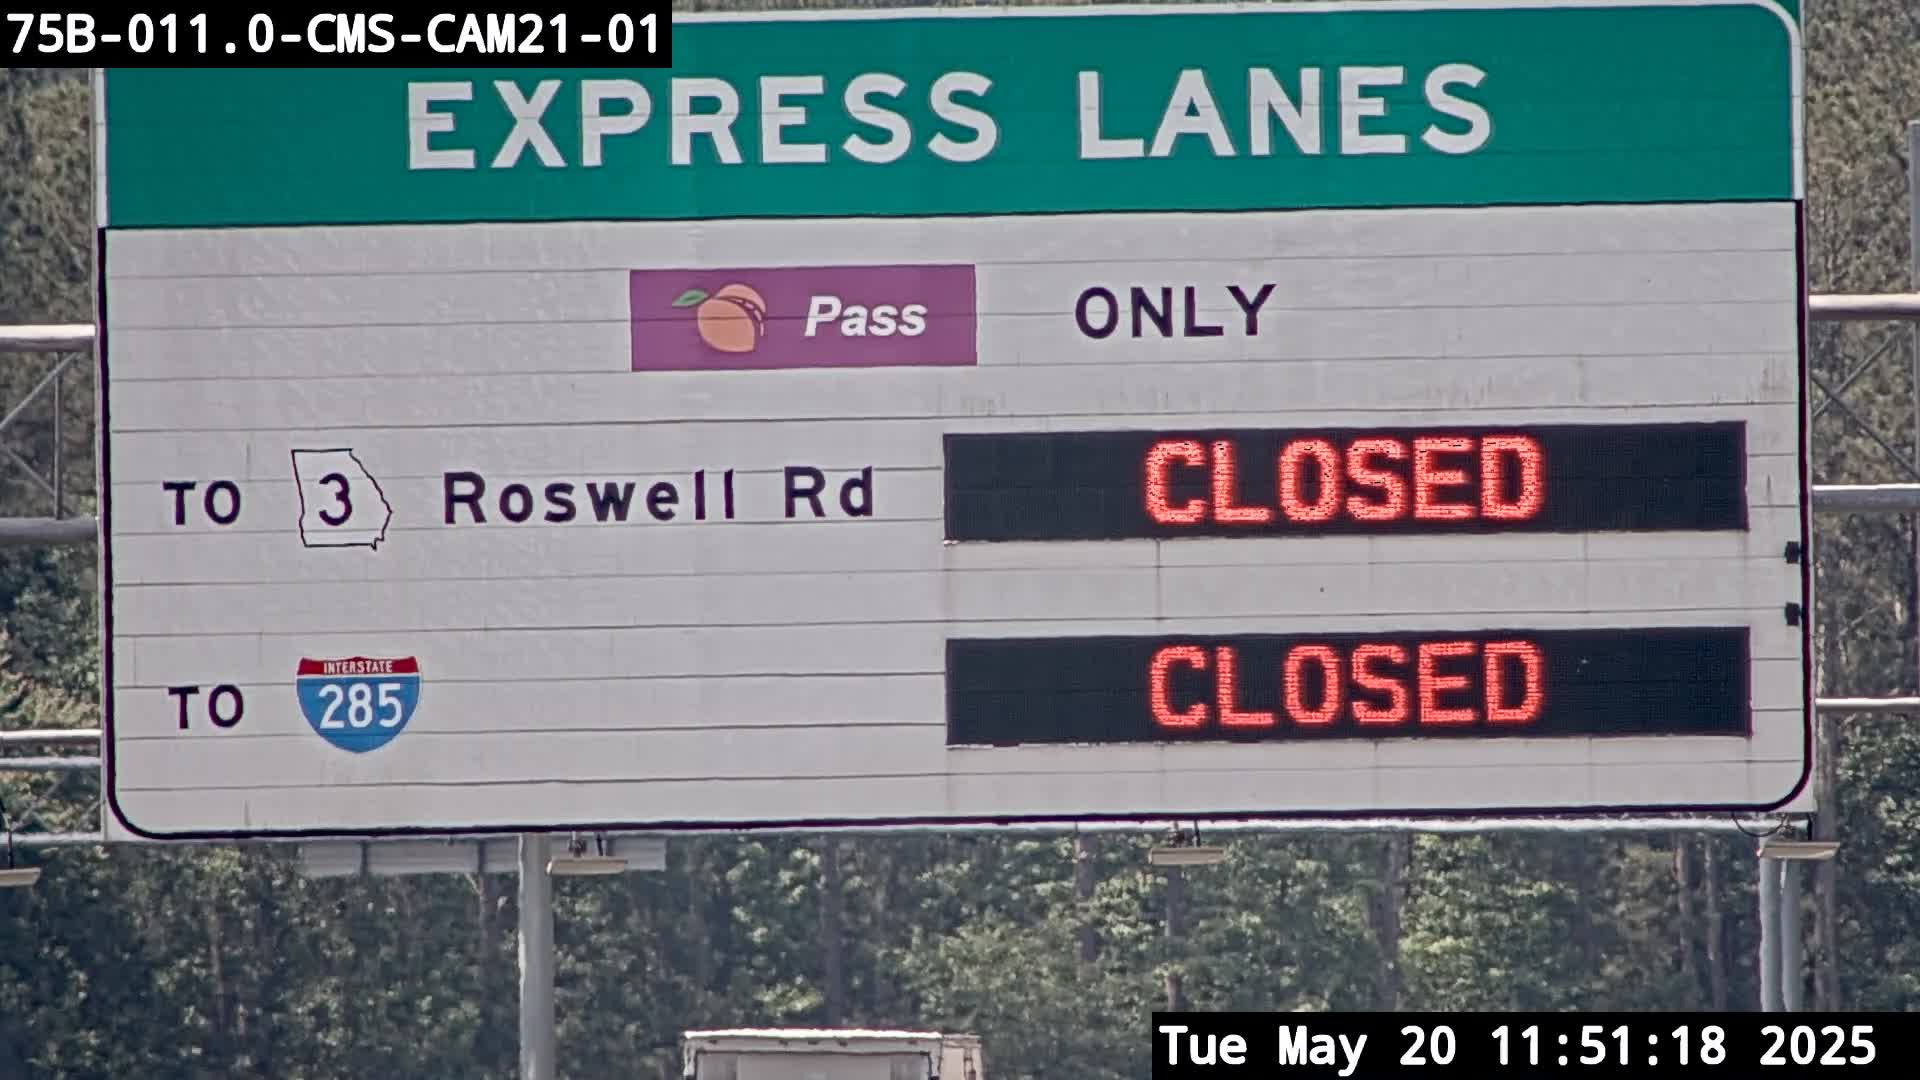 75B-011.0-CMS-CAM21-01
EXPRESS LANES
Pass ONLY
TO 3 Roswell Rd CLOSED
INTERSTATE
TO 285 CLOSED
Tue May 20 11:51:18 2025